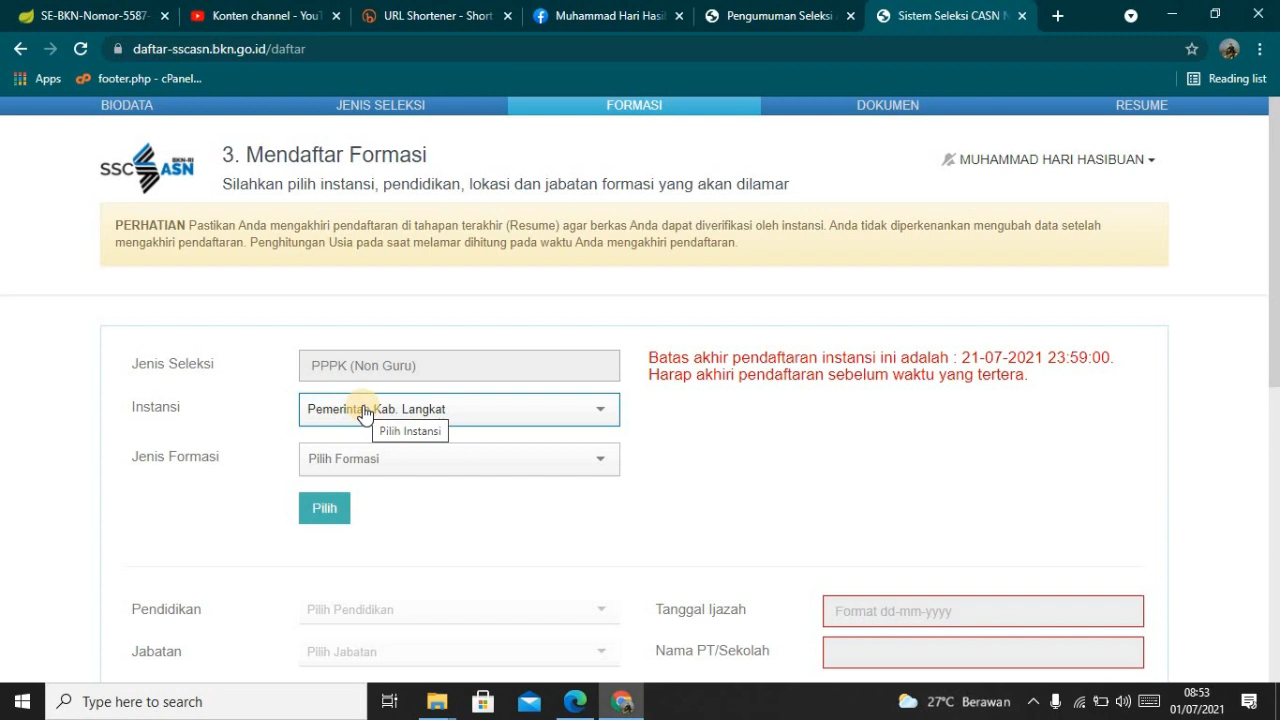 SE-BKN-Nomor-5587-
Konten channel - YouT
URL Shortener - Short
Muhammad Hari Hasib
Pengumuman Seleksi
Sistem Seleksi CASN N
daftar-sscasn.bkn.go.id/daftar
Apps
footer.php - cPanel...
Reading list
BIODATA
JENIS SELEKSI
FORMASI
DOKUMEN
RESUME
SSC ASN
BKN-RI
3. Mendaftar Formasi
Silahkan pilih instansi, pendidikan, lokasi dan jabatan formasi yang akan dilamar
MUHAMMAD HARI HASIBUAN
PERHATIAN Pastikan Anda mengakhiri pendaftaran di tahapan terakhir (Resume) agar berkas Anda dapat diverifikasi oleh instansi. Anda tidak diperkenankan mengubah data setelah
mengakhiri pendaftaran. Penghitungan Usia pada saat melamar dihitung pada waktu Anda mengakhiri pendaftaran.
Jenis Seleksi
PPPK (Non Guru)
Batas akhir pendaftaran instansi ini adalah : 21-07-2021 23:59:00.
Harap akhiri pendaftaran sebelum waktu yang tertera.
Instansi
Pemerintah Kab. Langkat
Pilih Instansi
Jenis Formasi
Pilih Formasi
Pilih
Pendidikan
Pilih Pendidikan
Tanggal Ijazah
Format dd-mm-yyyy
Jabatan
Pilih Jabatan
Nama PT/Sekolah
Type here to search
27°C Berawan
08:53
01/07/2021